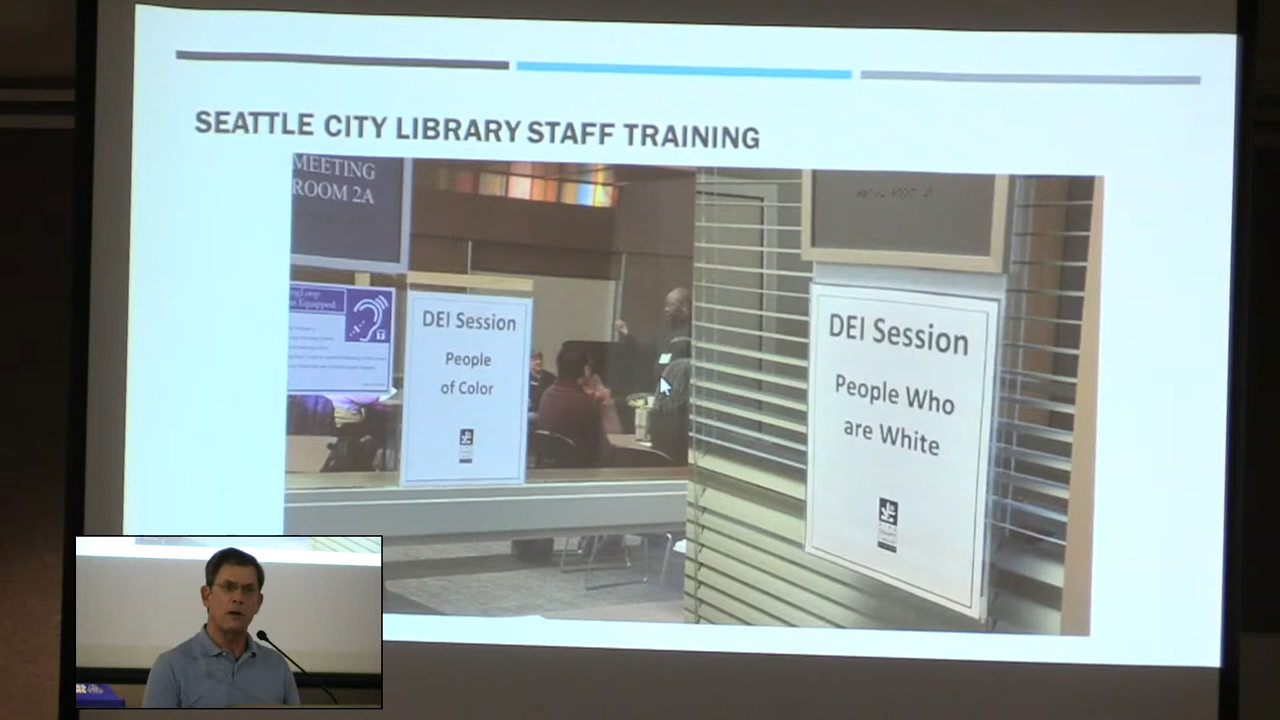 SEATTLE CITY LIBRARY STAFF TRAINING
MEETING
ROOM 2A
Equipped
DEI Session
People
of Color
DEI Session
People Who
are White